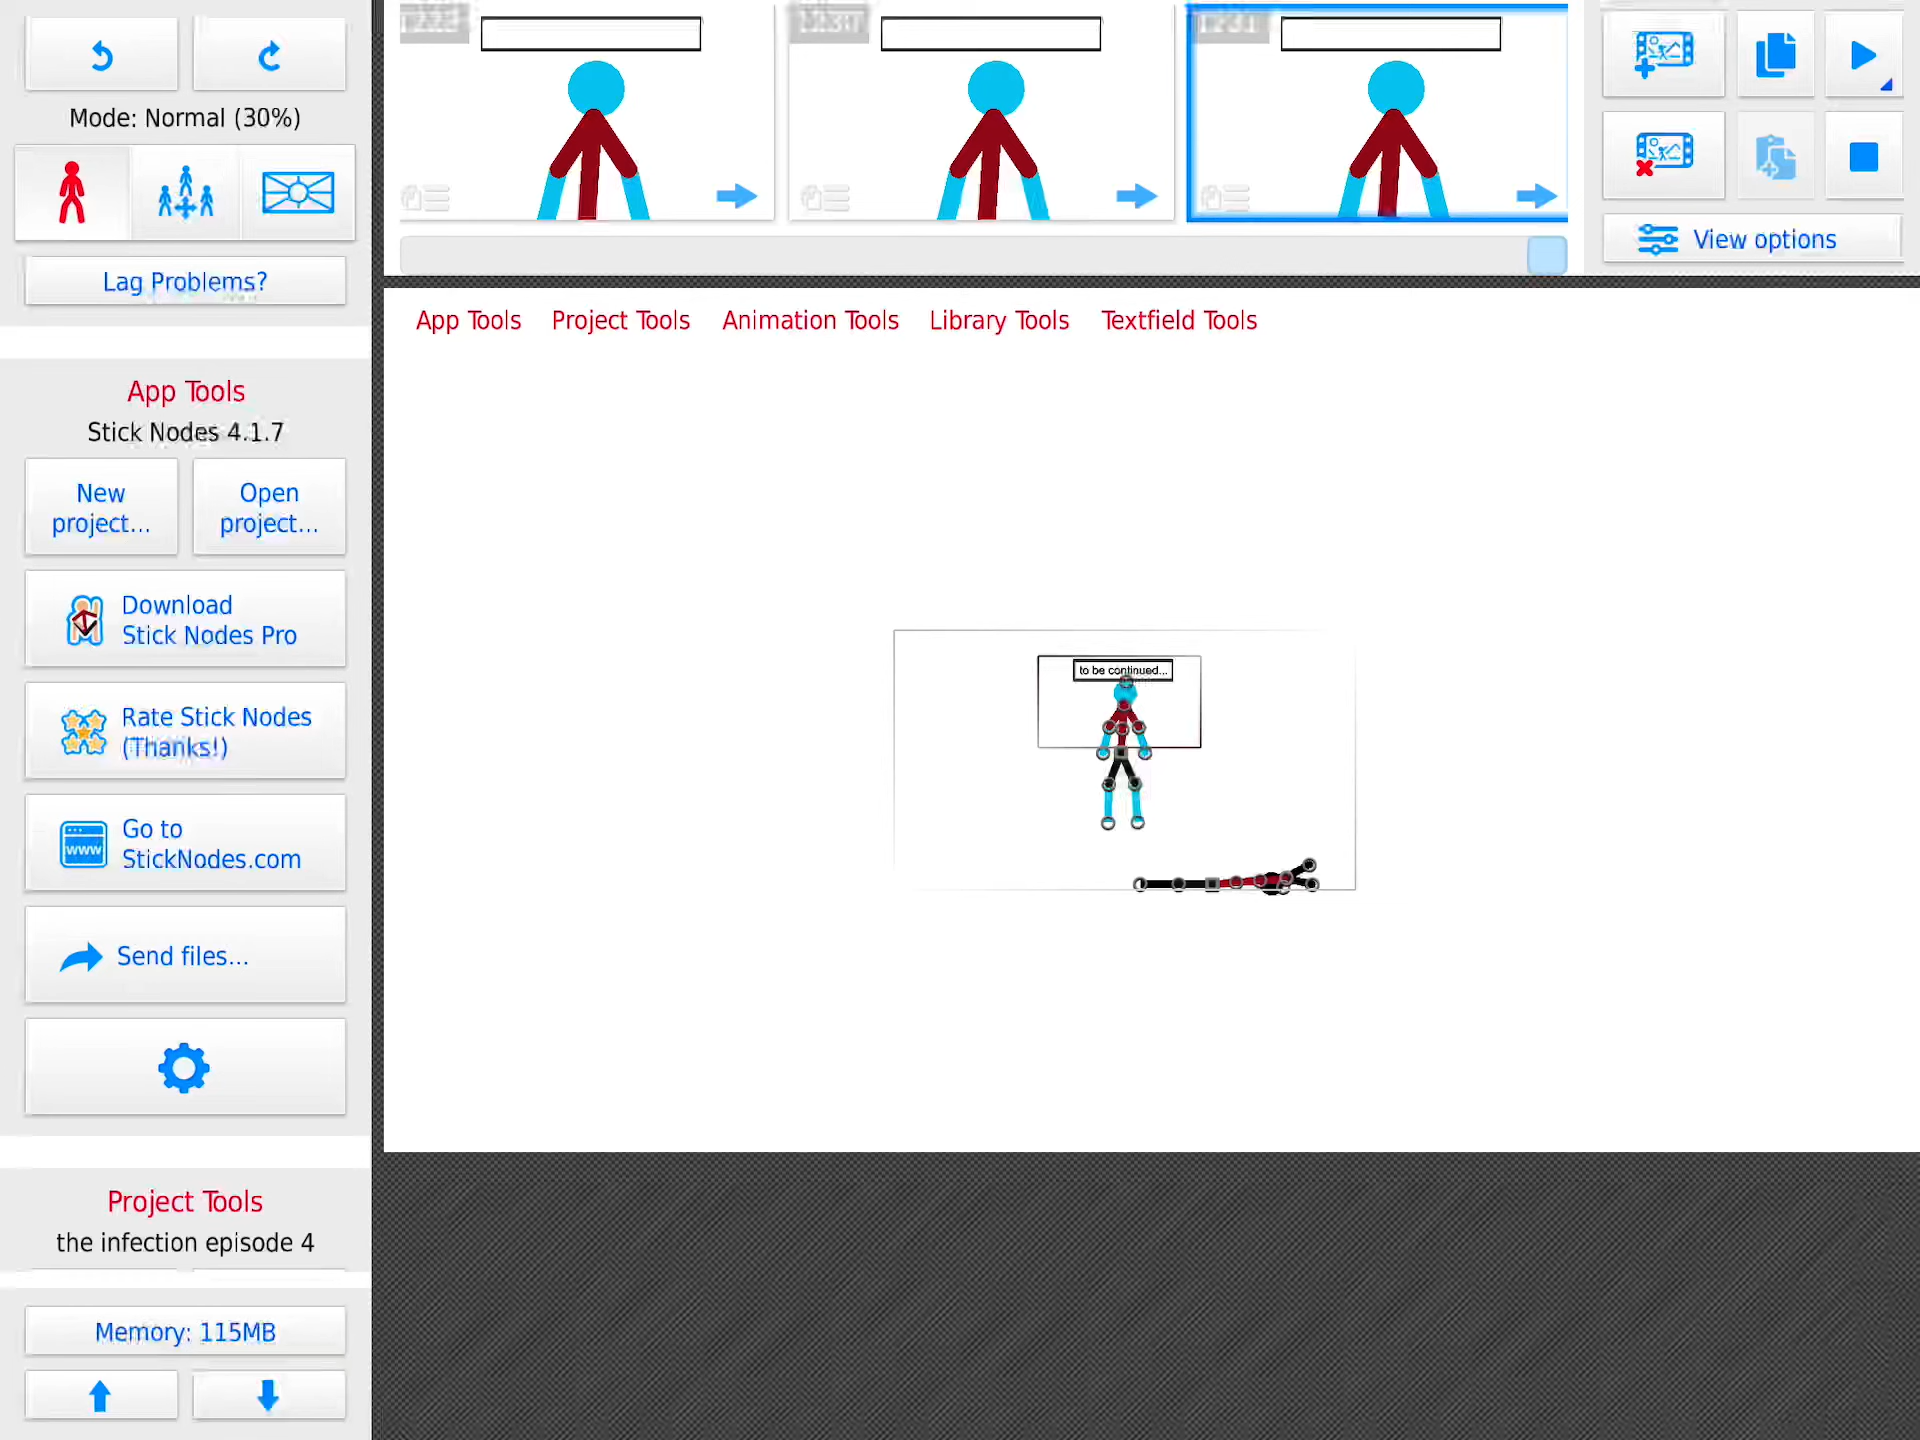 Mode: Normal (30%)
Lag Problems?
App Tools
Stick Nodes 4.1.7
New project...
Open project...
Download
Stick Nodes Pro
Rate Stick Nodes
(Thanks!)
www
Go to
StickNodes.com
Send files...
Project Tools
the infection episode 4
Memory: 115MB
View options
App Tools Project Tools Animation Tools Library Tools Textfield Tools
to be continued...